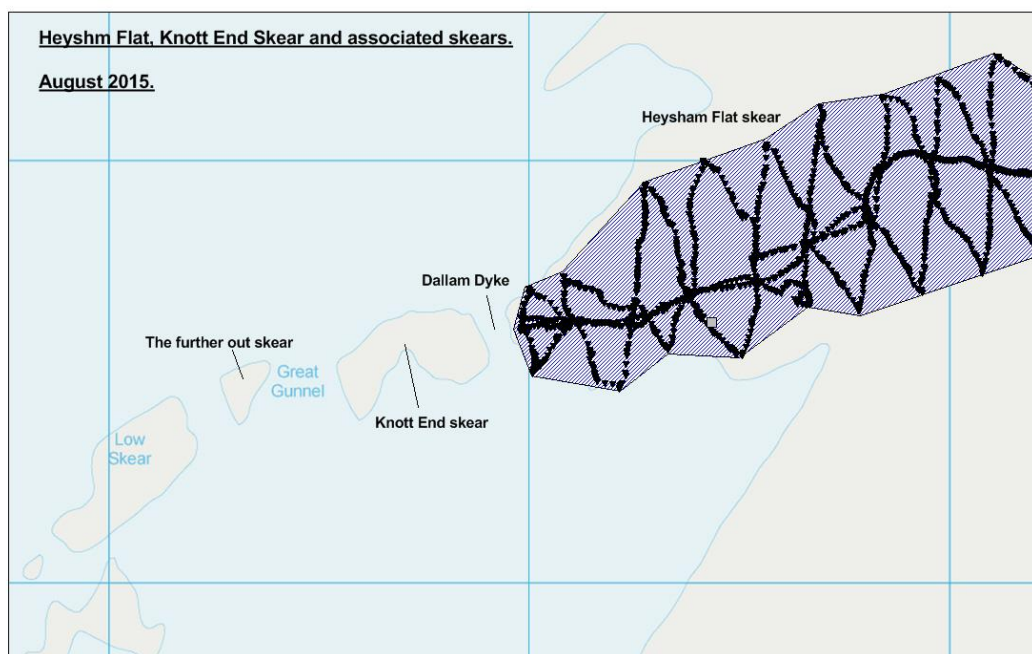 Heyshm Flat, Knott End Skear and associated skears.
August 2015.
Heysham Flat skear
Dallam Dyke
The further out skear
Great
Gunnel
Knott End skear
Low
Skear